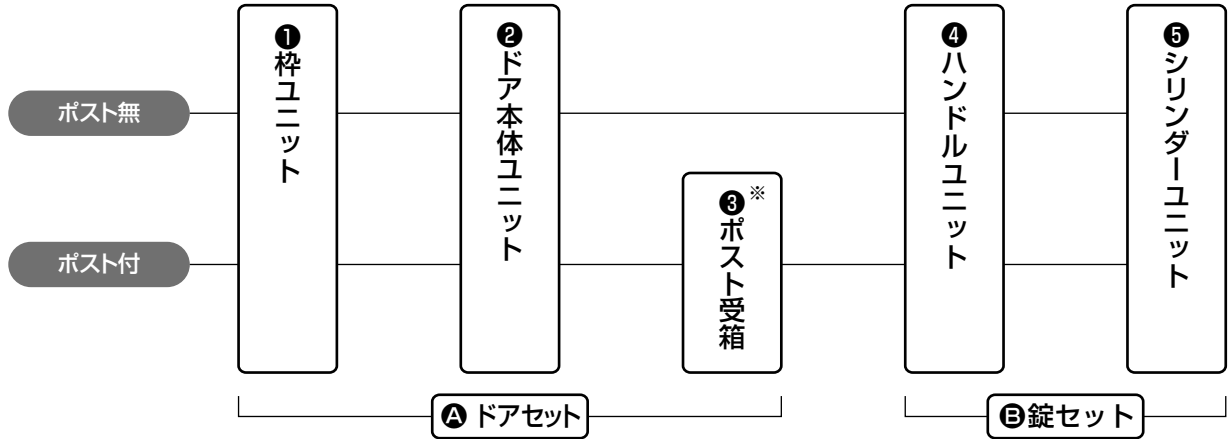 ❶枠ユニット
❷ドア本体ユニット
❸ポスト受箱※
❹ハンドルユニット
❺シリンダーユニット
ポスト無
ポスト付
🅐ドアセット
🅑錠セット